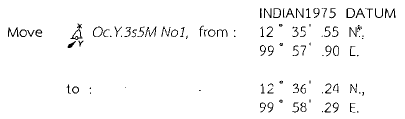 INDIAN1975 DATUM
Move Y Oc.Y.3s5M No1, from : 12° 35' .55 N.,
99° 57' .90 E.
to : 12° 36' .24 N.,
99° 58' .29 E.